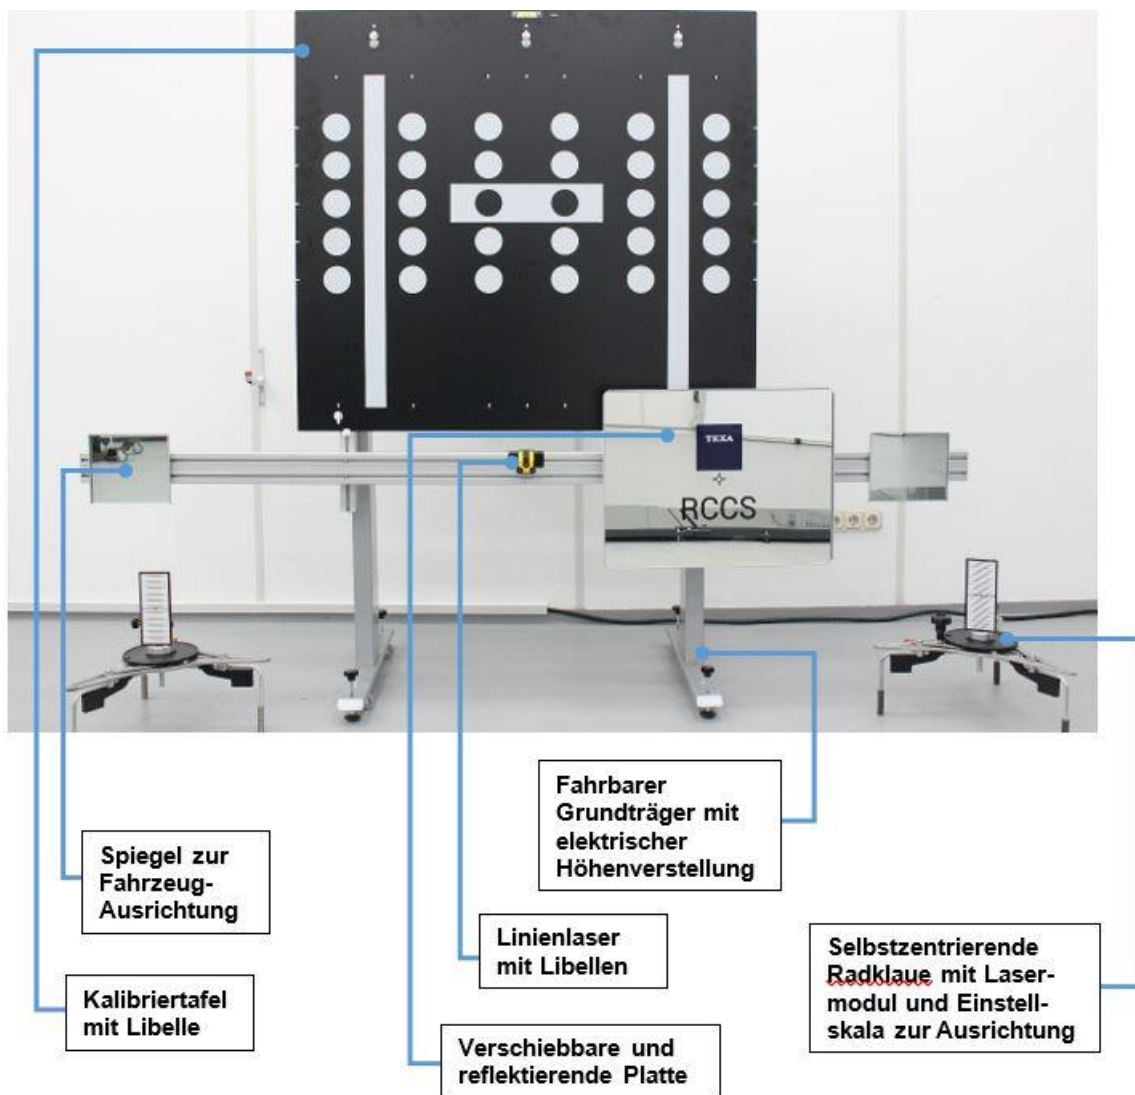 TEXA
RCCS
Fahrbarer
Grundträger mit
elektrischer
Höhenverstellung
Spiegel zur
Fahrzeug-
Ausrichtung
Linienlaser
mit Libellen
Selbstzentrierende
Radklaue mit Laser-
modul und Einstell-
skala zur Ausrichtung
Kalibriertafel
mit Libelle
Verschiebbare und
reflektierende Platte